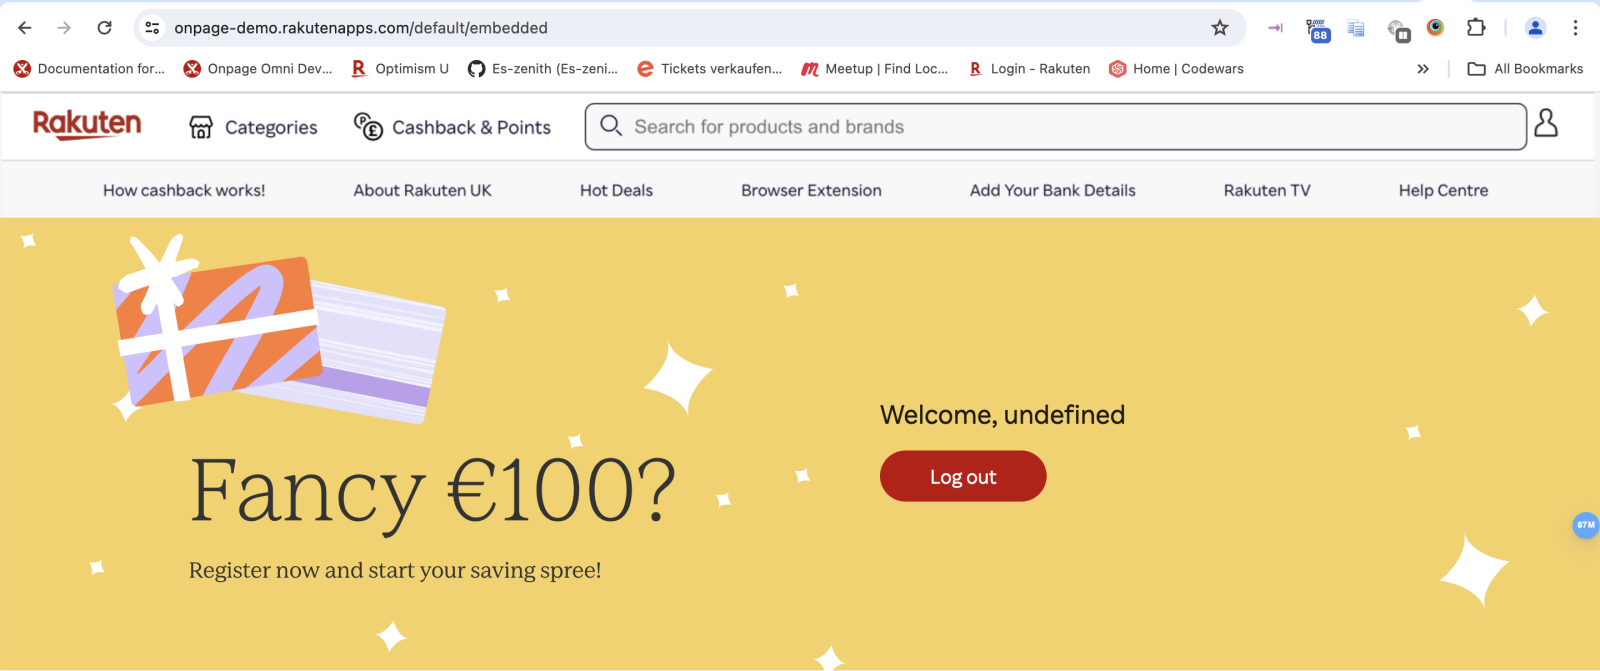 onpage-demo.rakutenapps.com/default/embedded
88
Documentation for...
Onpage Omni Dev...
R Optimism U
Es-zenith (Es-zeni...
e Tickets verkaufen...
m Meetup | Find Loc...
R Login - Rakuten
Home | Codewars
All Bookmarks
Rakuten
Categories
Cashback & Points
Search for products and brands
How cashback works!
About Rakuten UK
Hot Deals
Browser Extension
Add Your Bank Details
Rakuten TV
Help Centre
Welcome, undefined
Log out
Fancy €100?
87M
Register now and start your saving spree!